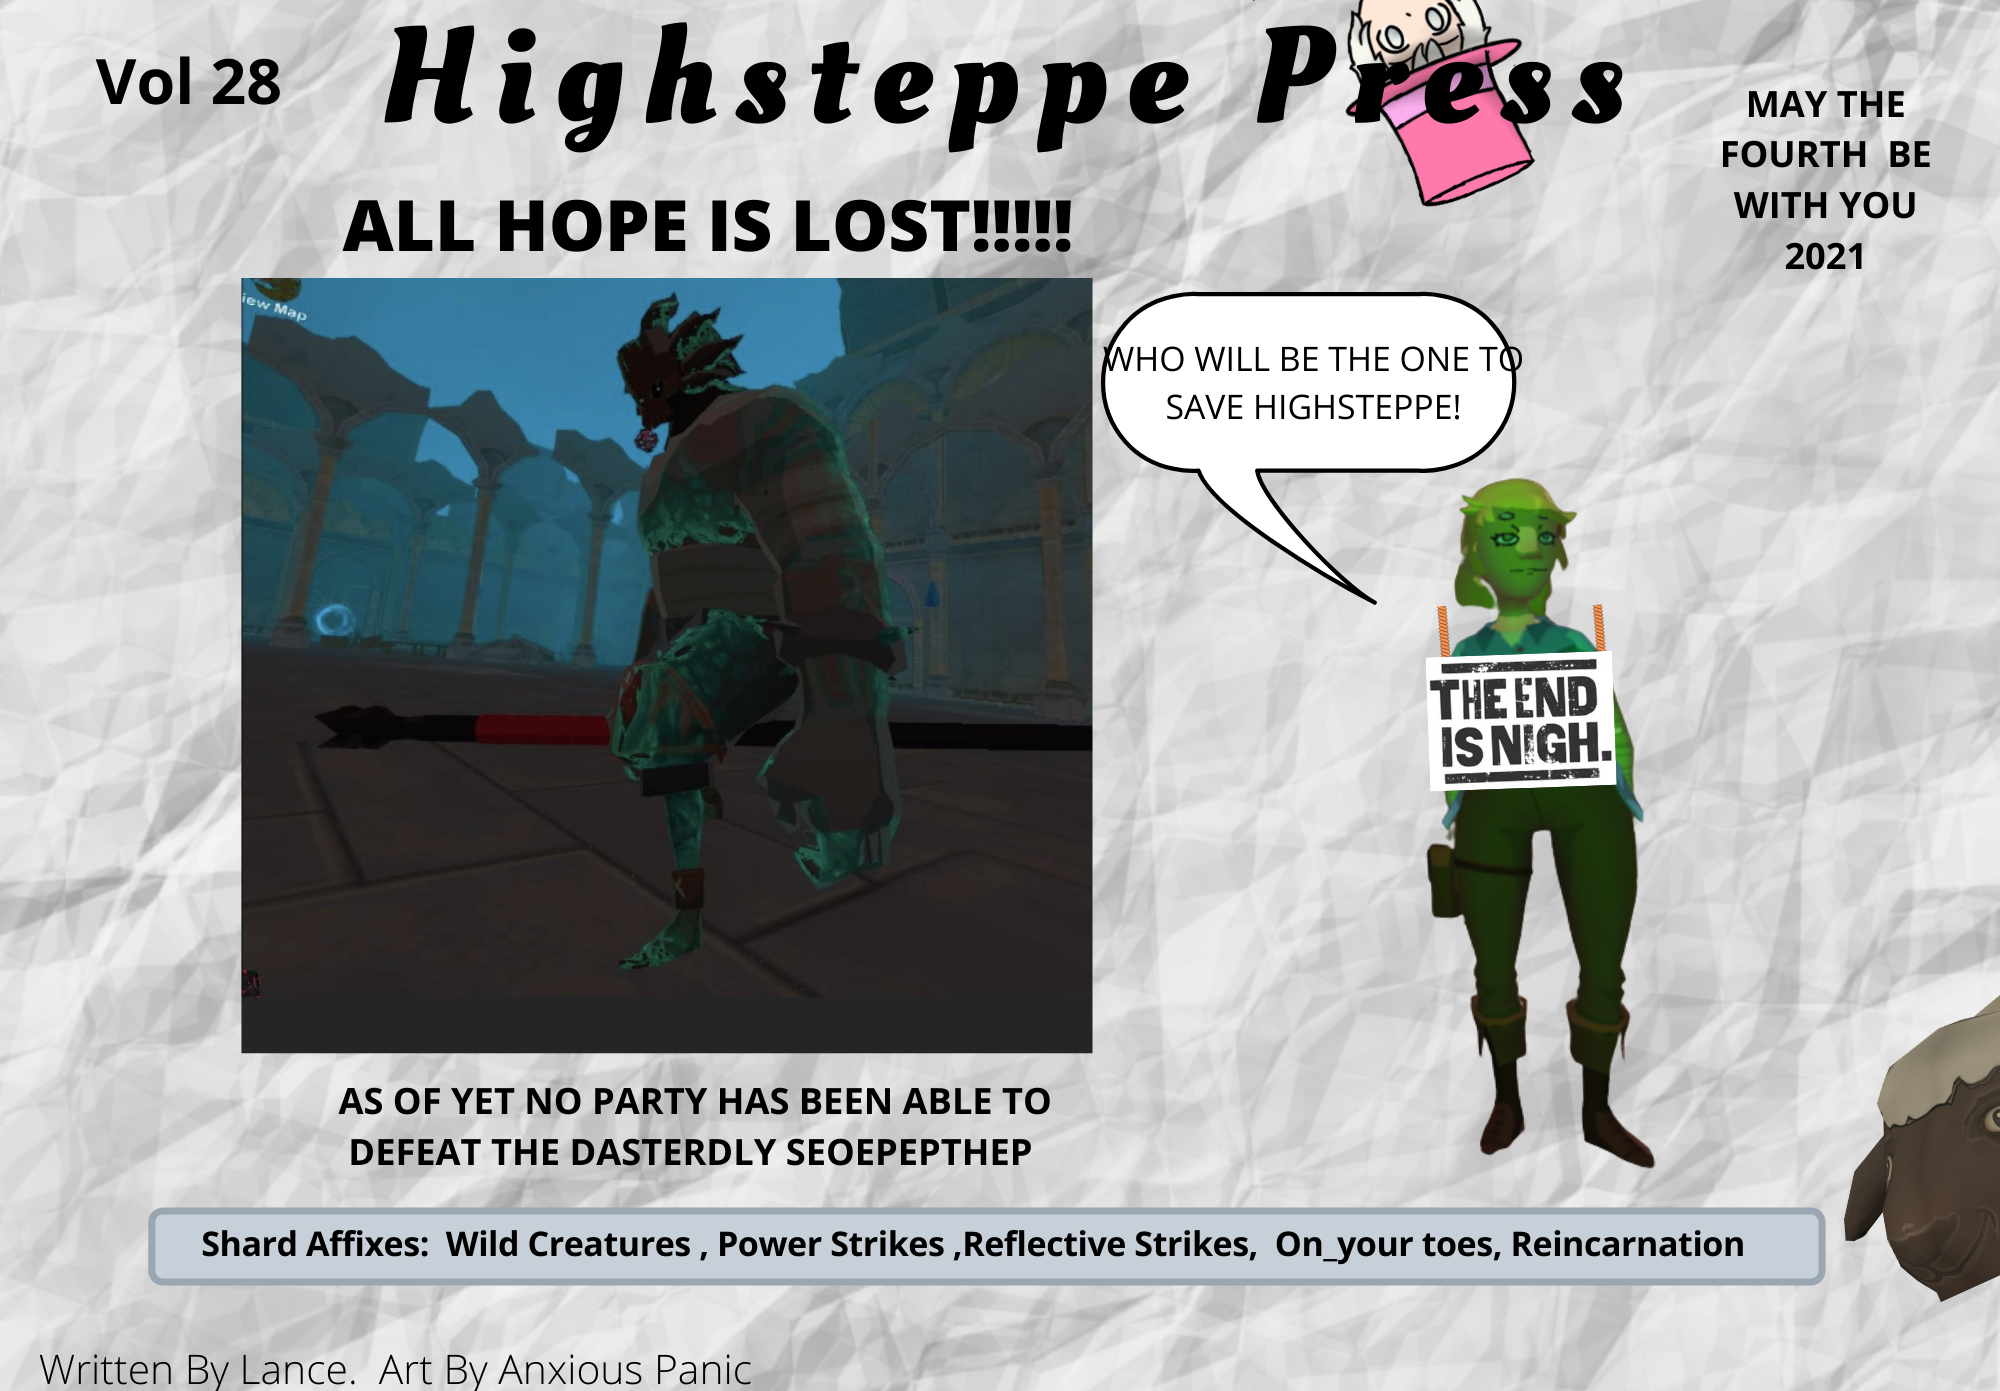 Vol 28
Highsteppe Press
MAY THE
FOURTH BE
WITH YOU
2021
ALL HOPE IS LOST!!!!!
iew Map
WHO WILL BE THE ONE TO
SAVE HIGHSTEPPE!
THE END
IS NIGH.
AS OF YET NO PARTY HAS BEEN ABLE TO
DEFEAT THE DASTERDLY SEOEPEPTHEP
Shard Affixes: Wild Creatures , Power Strikes ,Reflective Strikes, On_your toes, Reincarnation
Written By Lance. Art By Anxious Panic